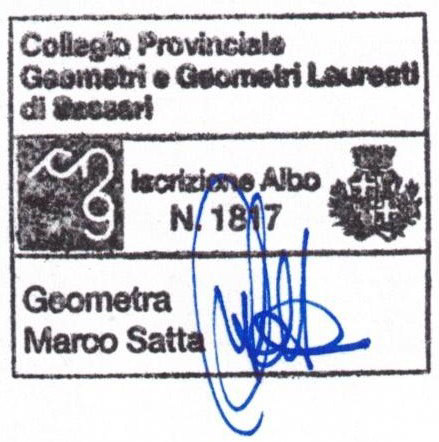 Collegio Provinciale
Geometri e Geometri Laureati
di Sassari
Iscrizione Albo
N. 1817
Geometra
Marco Satta